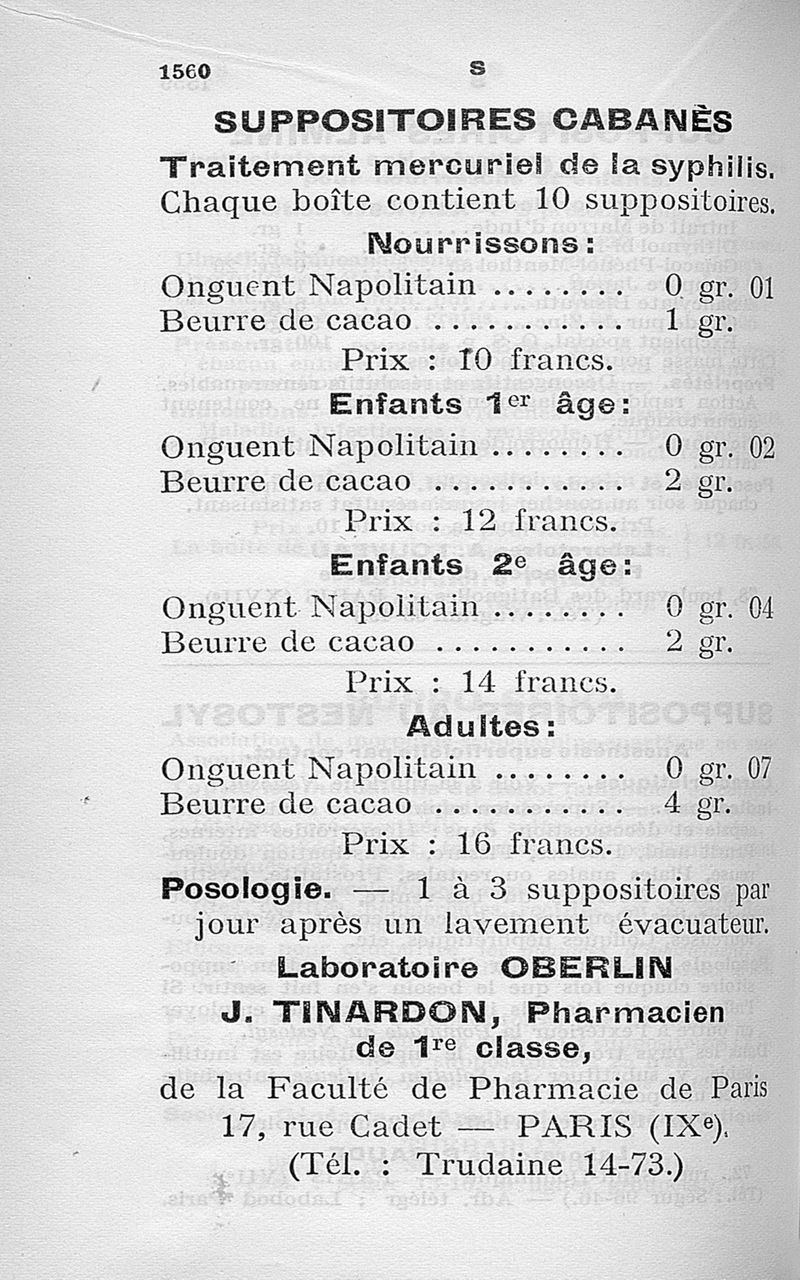 1560
S
SUPPOSITOIRES CABANÈS
Traitement mercuriel de la syphilis.
Chaque boîte contient 10 suppositoires.
Nourrissons :
Onguent Napolitain ........ 0 gr. 01
Beurre de cacao ........... 1 gr.
Prix : 10 francs.
Enfants 1er âge :
Onguent Napolitain ........ 0 gr. 02
Beurre de cacao ........... 2 gr.
Prix : 12 francs.
Enfants 2e âge :
Onguent Napolitain ........ 0 gr. 04
Beurre de cacao ........... 2 gr.
Prix : 14 francs.
Adultes :
Onguent Napolitain ........ 0 gr. 07
Beurre de cacao ........... 4 gr.
Prix : 16 francs.
Posologie. — 1 à 3 suppositoires par
jour après un lavement évacuateur.
Laboratoire OBERLIN
J. TINARDON, Pharmacien
de 1re classe,
de la Faculté de Pharmacie de Paris
17, rue Cadet — PARIS (IXe).
(Tél. : Trudaine 14-73.)